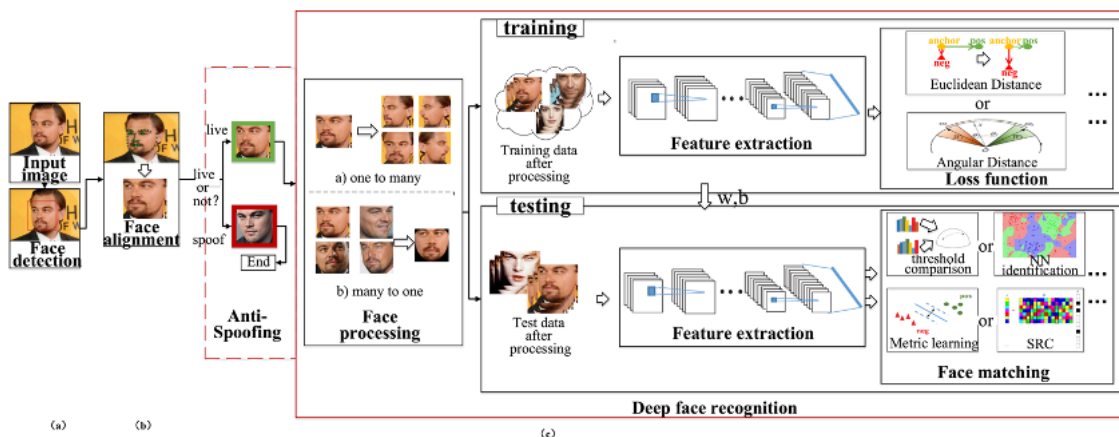 Input
image
Face
detection
Face
alignment
live
live
or
not?
spoof
End
Anti-
Spoofing
a) one to many
b) many to one
Face
processing
training
Training data
after
processing
Feature extraction
anchor pos
neg
anchor pos
neg
Euclidean Distance
or
Angular Distance
...
...
Loss function
w,b
testing
Test data
after
processing
Feature extraction
threshold
comparison
or
NN
identification
...
pos
neg
Metric learning
or
SRC
...
Face matching
Deep face recognition
(a)
(b)
(c)